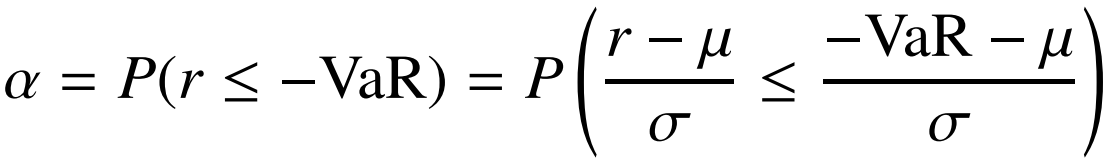 α = P(r ≤ −VaR) = P((r − μ)/σ ≤ (−VaR − μ)/σ)